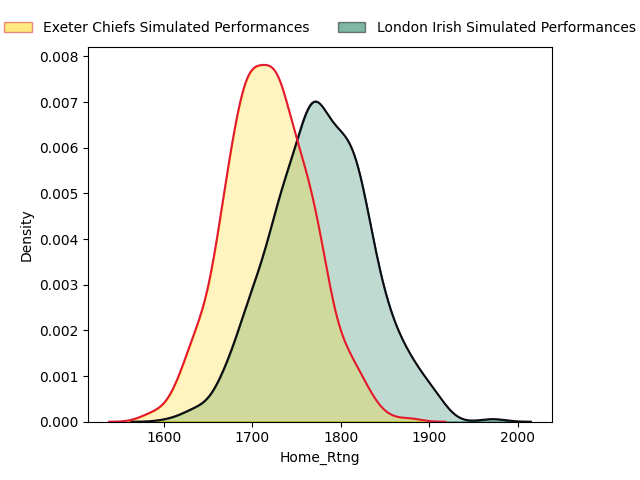 Exeter Chiefs Simulated Performances
London Irish Simulated Performances
0.008
0.007
0.006
0.005
0.004
0.003
0.002
0.001
0.000
Density
1600 1700 1800 1900 2000
Home_Rtng